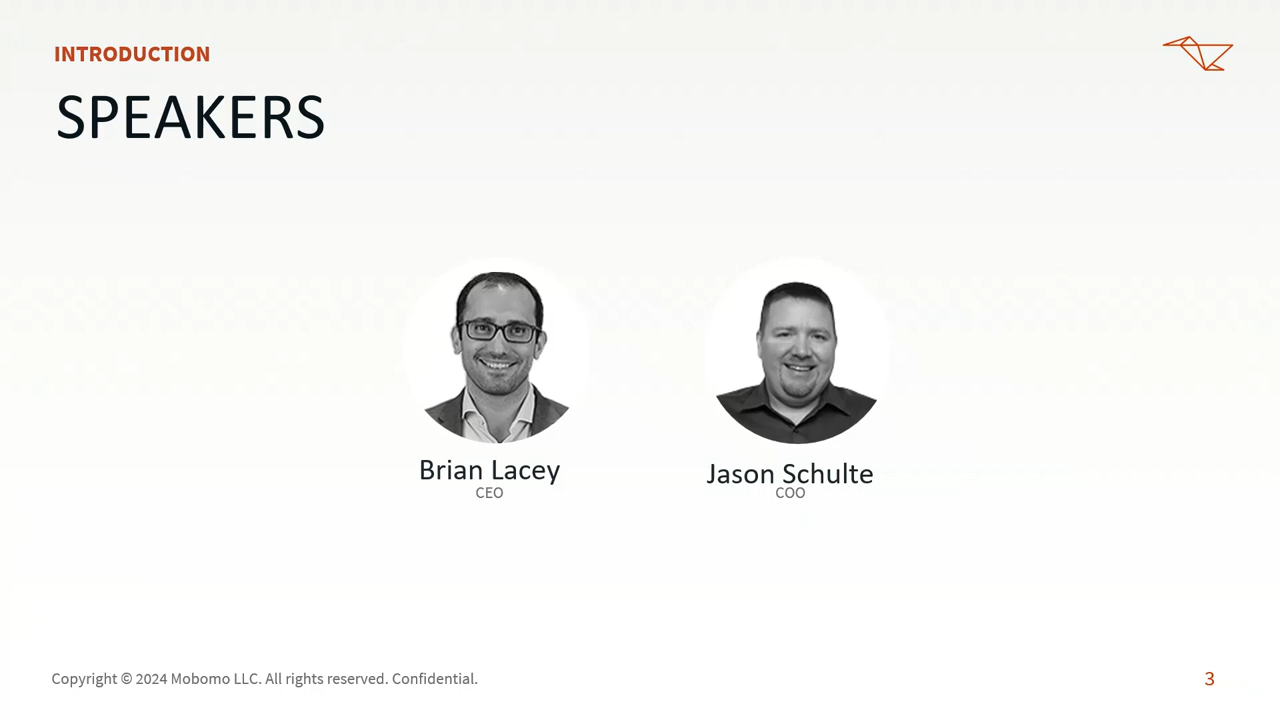 INTRODUCTION
SPEAKERS
Brian Lacey
CEO
Jason Schulte
COO
Copyright © 2024 Mobomo LLC. All rights reserved. Confidential.
3